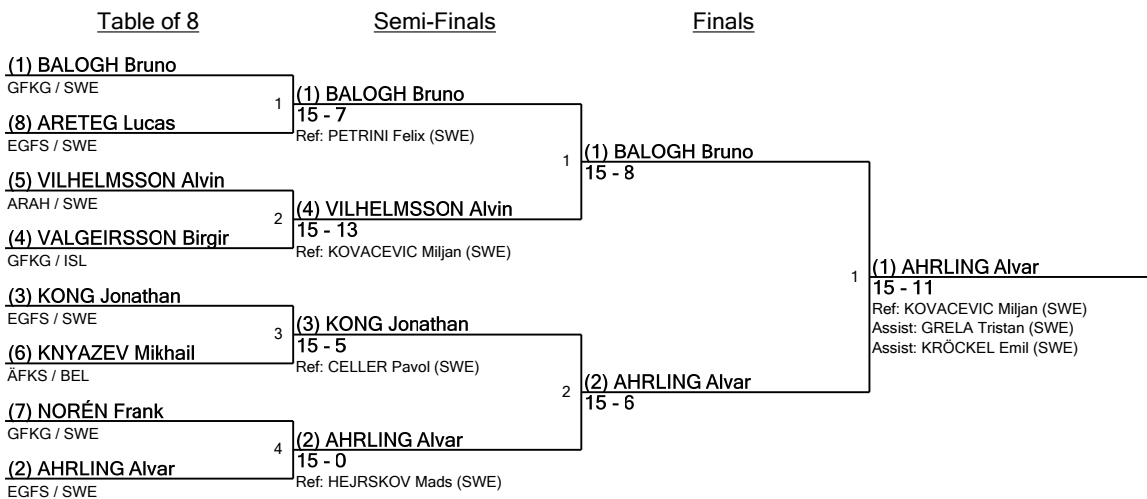 Table of 8
Semi-Finals
Finals
(1) BALOGH Bruno
GFKG / SWE
(8) ARETEG Lucas
EGFS / SWE
(5) VILHELMSSON Alvin
ARAH / SWE
(4) VALGEIRSSON Birgir
GFKG / ISL
(3) KONG Jonathan
EGFS / SWE
(6) KNYAZEV Mikhail
ÄFKS / BEL
(7) NORÉN Frank
GFKG / SWE
(2) AHRLING Alvar
EGFS / SWE
1
(1) BALOGH Bruno
15 - 7
Ref: PETRINI Felix (SWE)
2
(4) VILHELMSSON Alvin
15 - 13
Ref: KOVACEVIC Miljan (SWE)
3
(3) KONG Jonathan
15 - 5
Ref: CELLER Pavol (SWE)
4
(2) AHRLING Alvar
15 - 0
Ref: HEJRSKOV Mads (SWE)
1
(1) BALOGH Bruno
15 - 8
2
(2) AHRLING Alvar
15 - 6
1
(1) AHRLING Alvar
15 - 11
Ref: KOVACEVIC Miljan (SWE)
Assist: GRELA Tristan (SWE)
Assist: KRÖCKEL Emil (SWE)